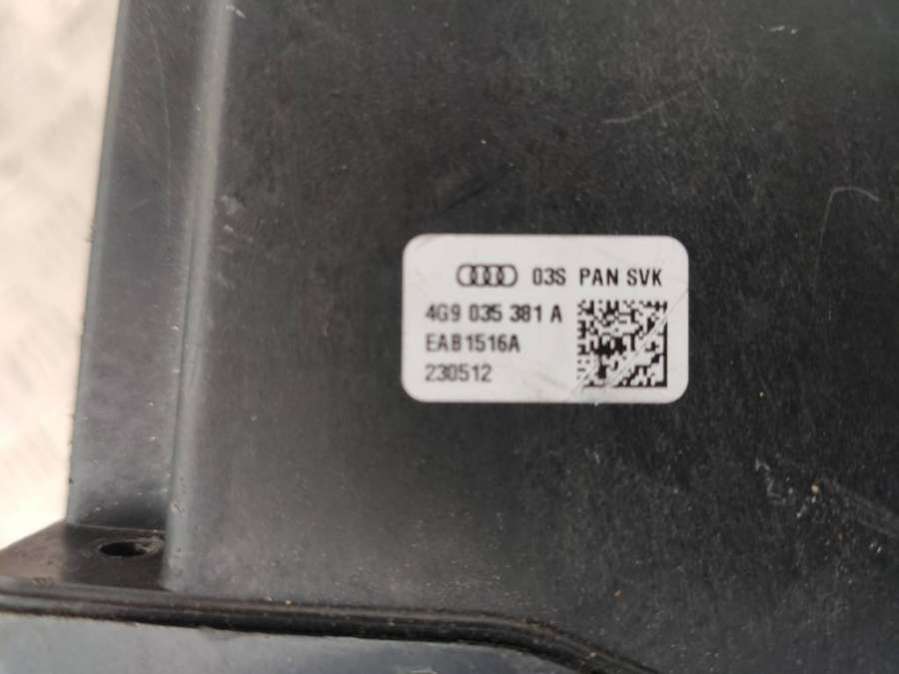 03S PAN SVK
4G9 035 381 A
EAB1516A
230512